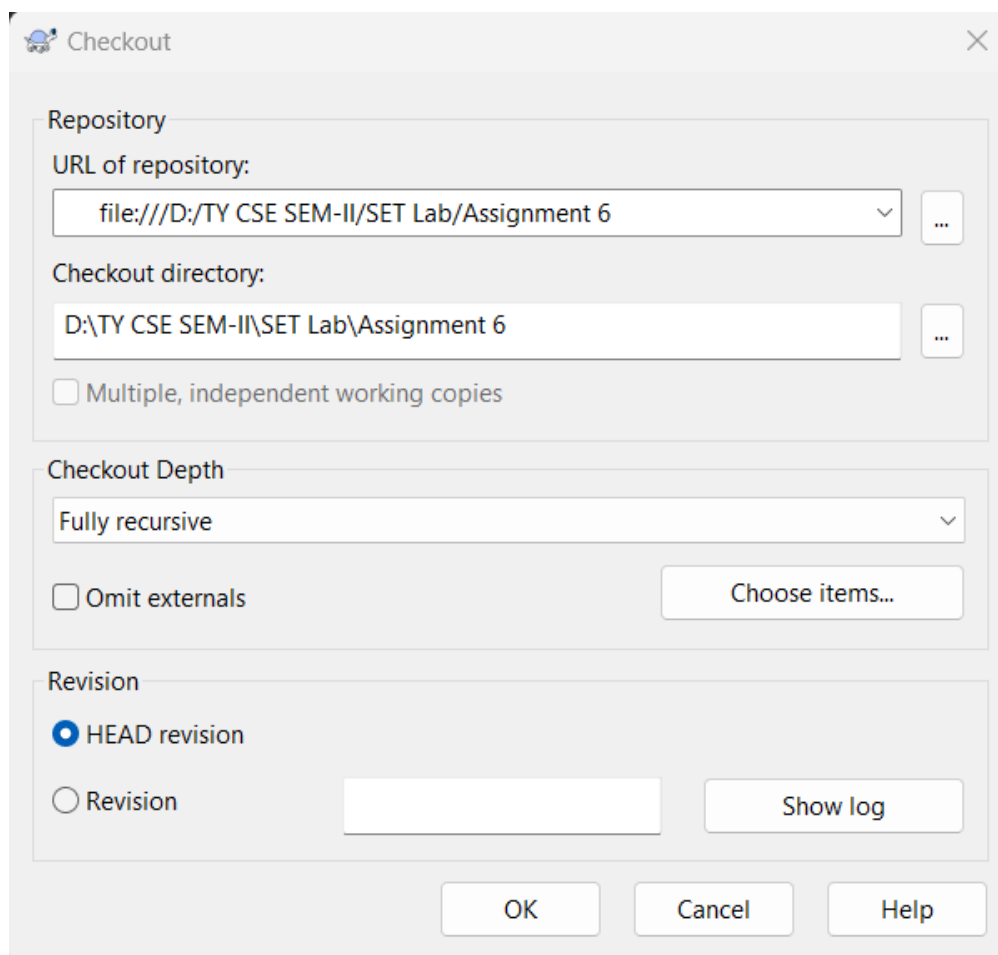 Checkout
Repository
URL of repository:
file:///D:/TY CSE SEM-II/SET Lab/Assignment 6
...
Checkout directory:
D:\TY CSE SEM-II\SET Lab\Assignment 6
...
Multiple, independent working copies
Checkout Depth
Fully recursive
Omit externals
Choose items...
Revision
HEAD revision
Revision
Show log
OK
Cancel
Help